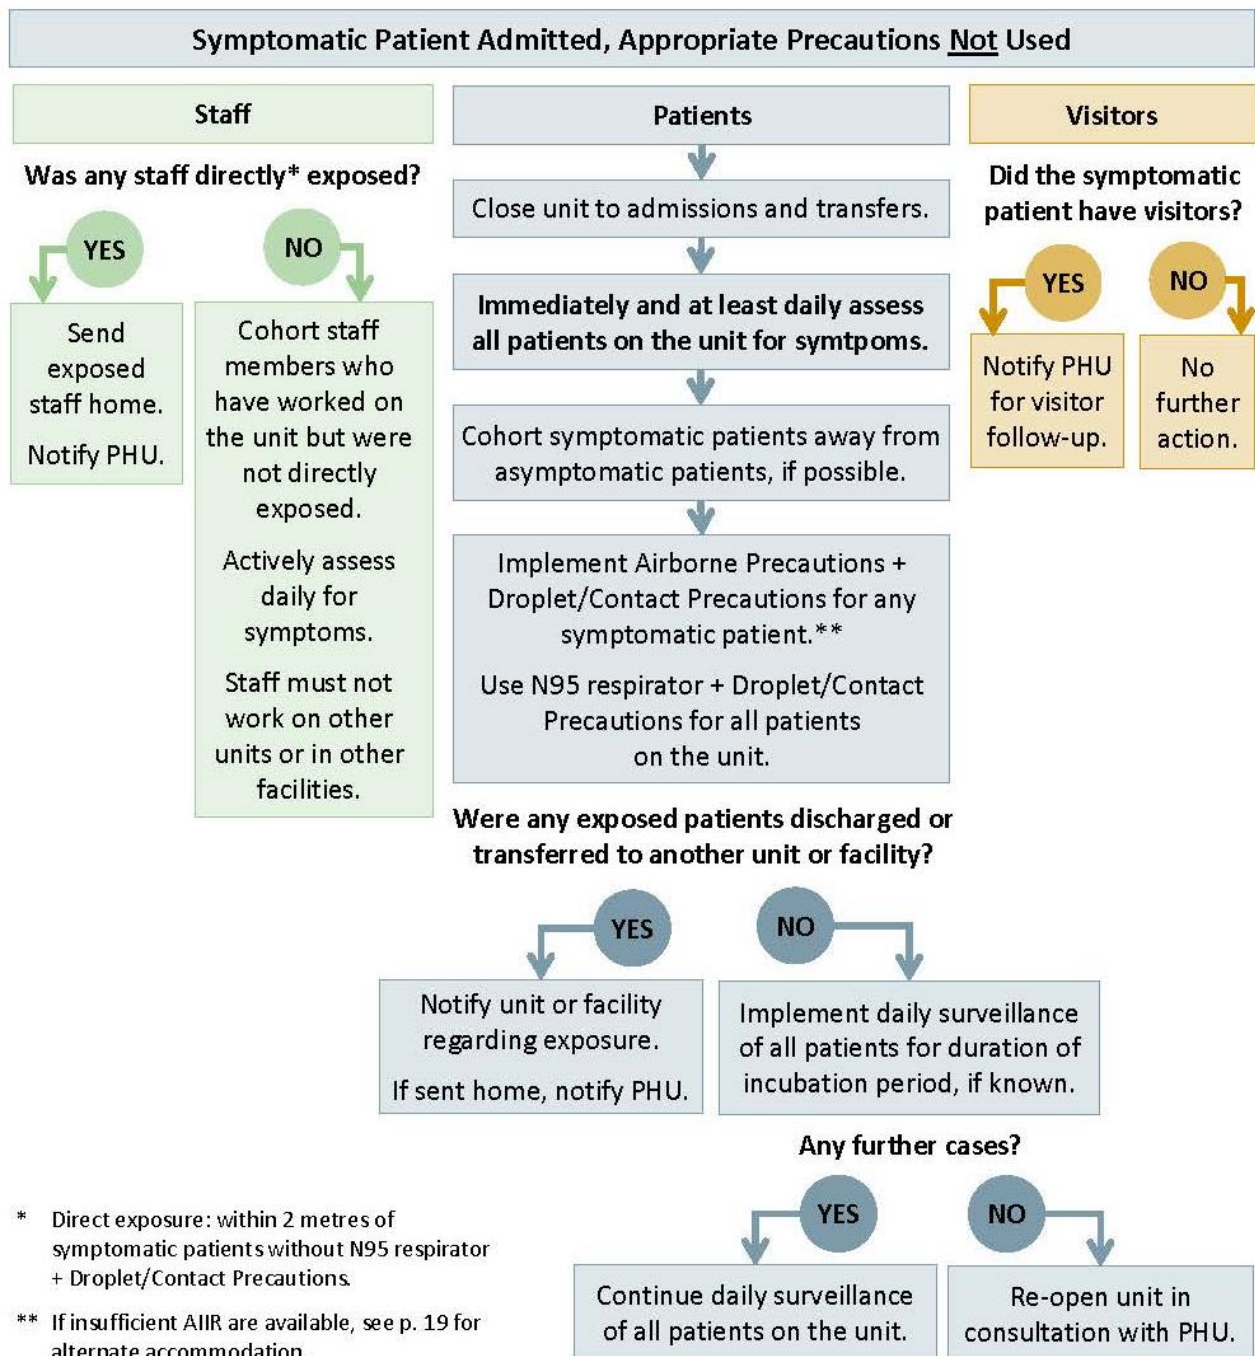 Symptomatic Patient Admitted, Appropriate Precautions Not Used
Staff
Was any staff directly* exposed?
YES
NO
Send
exposed
staff home.
Notify PHU.
Cohort staff
members who
have worked on
the unit but were
not directly
exposed.
Actively assess
daily for
symptoms.
Staff must not
work on other
units or in other
facilities.
Patients
Close unit to admissions and transfers.
Immediately and at least daily assess
all patients on the unit for symtpoms.
Cohort symptomatic patients away from
asymptomatic patients, if possible.
Implement Airborne Precautions +
Droplet/Contact Precautions for any
symptomatic patient.**
Use N95 respirator + Droplet/Contact
Precautions for all patients
on the unit.
Were any exposed patients discharged or
transferred to another unit or facility?
YES
NO
Notify unit or facility
regarding exposure.
If sent home, notify PHU.
Implement daily surveillance
of all patients for duration of
incubation period, if known.
Any further cases?
YES
NO
Continue daily surveillance
of all patients on the unit.
Re-open unit in
consultation with PHU.
Visitors
Did the symptomatic
patient have visitors?
YES
NO
Notify PHU
for visitor
follow-up.
No
further
action.
* Direct exposure: within 2 metres of
symptomatic patients without N95 respirator
+ Droplet/Contact Precautions.
** If insufficient AIIR are available, see p. 19 for
alternate accommodation